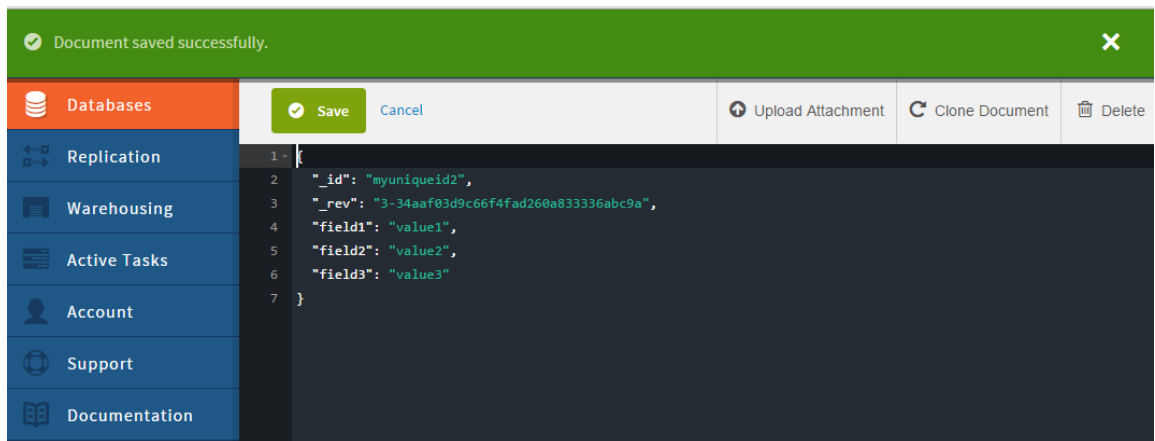 Document saved successfully.
Databases
Replication
Warehousing
Active Tasks
Account
Support
Documentation
Save Cancel Upload Attachment Clone Document Delete
1 {
2 "_id": "myuniqueid2",
3 "_rev": "3-34aaf03d9c66f4fad260a833336abc9a",
4 "field1": "value1",
5 "field2": "value2",
6 "field3": "value3"
7 }